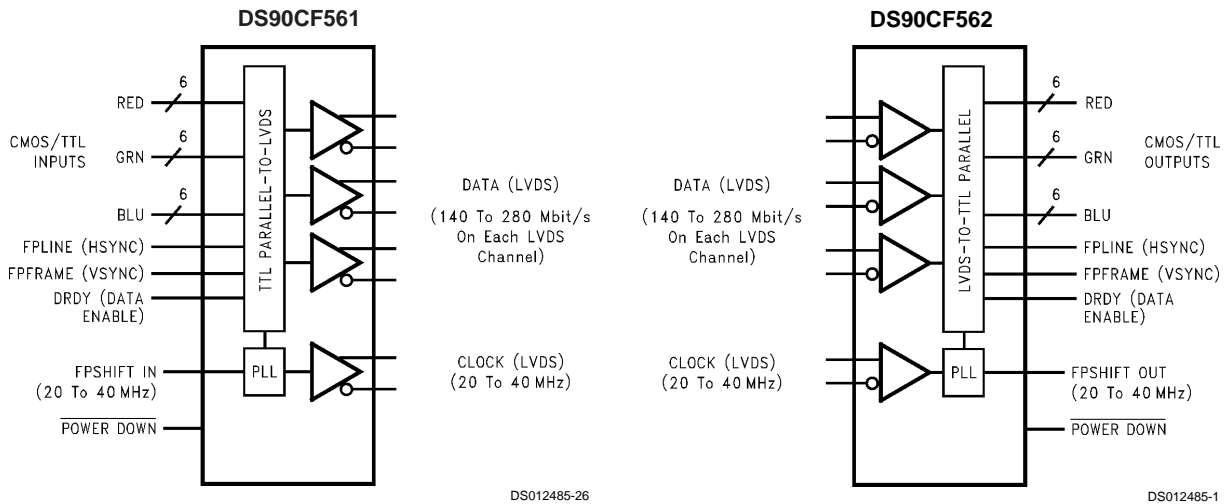 DS90CF561
RED
6
CMOS/TTL
INPUTS
GRN
6
BLU
6
FPLINE (HSYNC)
FPFRAME (VSYNC)
DRDY (DATA
ENABLE)
FPSHIFT IN
(20 To 40 MHz)
POWER DOWN
TTL PARALLEL-TO-LVDS
PLL
DATA (LVDS)
(140 To 280 Mbit/s
On Each LVDS
Channel)
CLOCK (LVDS)
(20 To 40 MHz)
DS012485-26
DS90CF562
DATA (LVDS)
(140 To 280 Mbit/s
On Each LVDS
Channel)
CLOCK (LVDS)
(20 To 40 MHz)
LVDS-TO-TTL PARALLEL
PLL
6
RED
6
GRN
CMOS/TTL
OUTPUTS
6
BLU
FPLINE (HSYNC)
FPFRAME (VSYNC)
DRDY (DATA
ENABLE)
FPSHIFT OUT
(20 To 40 MHz)
POWER DOWN
DS012485-1